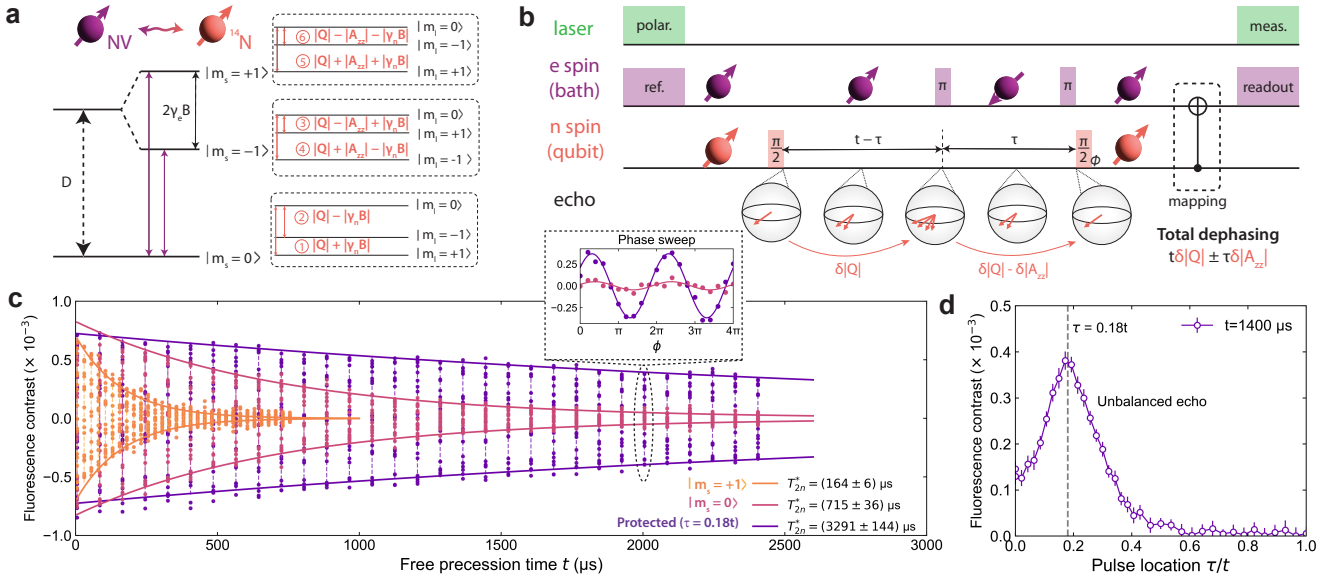 a
NV
¹⁴N
|mₛ = +1⟩
2γₑB
|mₛ = −1⟩
D
|mₛ = 0⟩
⑥ |Q| − |A_zz| − |γₙB|
|mᵢ = 0⟩
|mᵢ = −1⟩
⑤ |Q| + |A_zz| + |γₙB|
|mᵢ = +1⟩
③ |Q| − |A_zz| + |γₙB|
|mᵢ = 0⟩
|mᵢ = +1⟩
④ |Q| + |A_zz| − |γₙB|
|mᵢ = -1⟩
② |Q| − |γₙB|
|mᵢ = 0⟩
|mᵢ = −1⟩
① |Q| + |γₙB|
|mᵢ = +1⟩
b
laser
polar.
meas.
e spin
(bath)
ref.
π
π
readout
n spin
(qubit)
π/2
t − τ
τ
π/2 ϕ
echo
mapping
δ|Q|
δ|Q| - δ|A_zz|
Total dephasing
tδ|Q| ± τδ|A_zz|
Phase sweep
0.25
0.00
−0.25
0 π 2π 3π 4π
ϕ
c
Fluorescence contrast (× 10⁻³)
1.0
0.5
0.0
−0.5
−1.0
0 500 1000 1500 2000 2500 3000
Free precession time t (μs)
|mₛ = +1⟩ T*₂ₙ = (164 ± 6) μs
|mₛ = 0⟩ T*₂ₙ = (715 ± 36) μs
Protected (τ = 0.18t) T*₂ₙ = (3291 ± 144) μs
d
Fluorescence contrast (× 10⁻³)
0.5
0.4
0.3
0.2
0.1
0
τ = 0.18t
t=1400 μs
Unbalanced echo
0.0 0.2 0.4 0.6 0.8 1.0
Pulse location τ/t